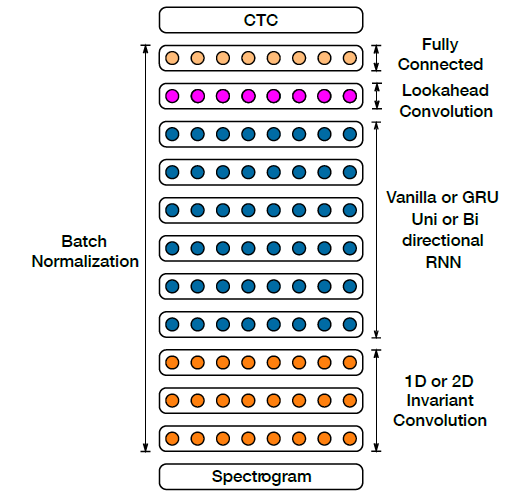 CTC
Fully
Connected
Lookahead
Convolution
Vanilla or GRU
Uni or Bi
directional
RNN
Batch
Normalization
1D or 2D
Invariant
Convolution
Spectrogram